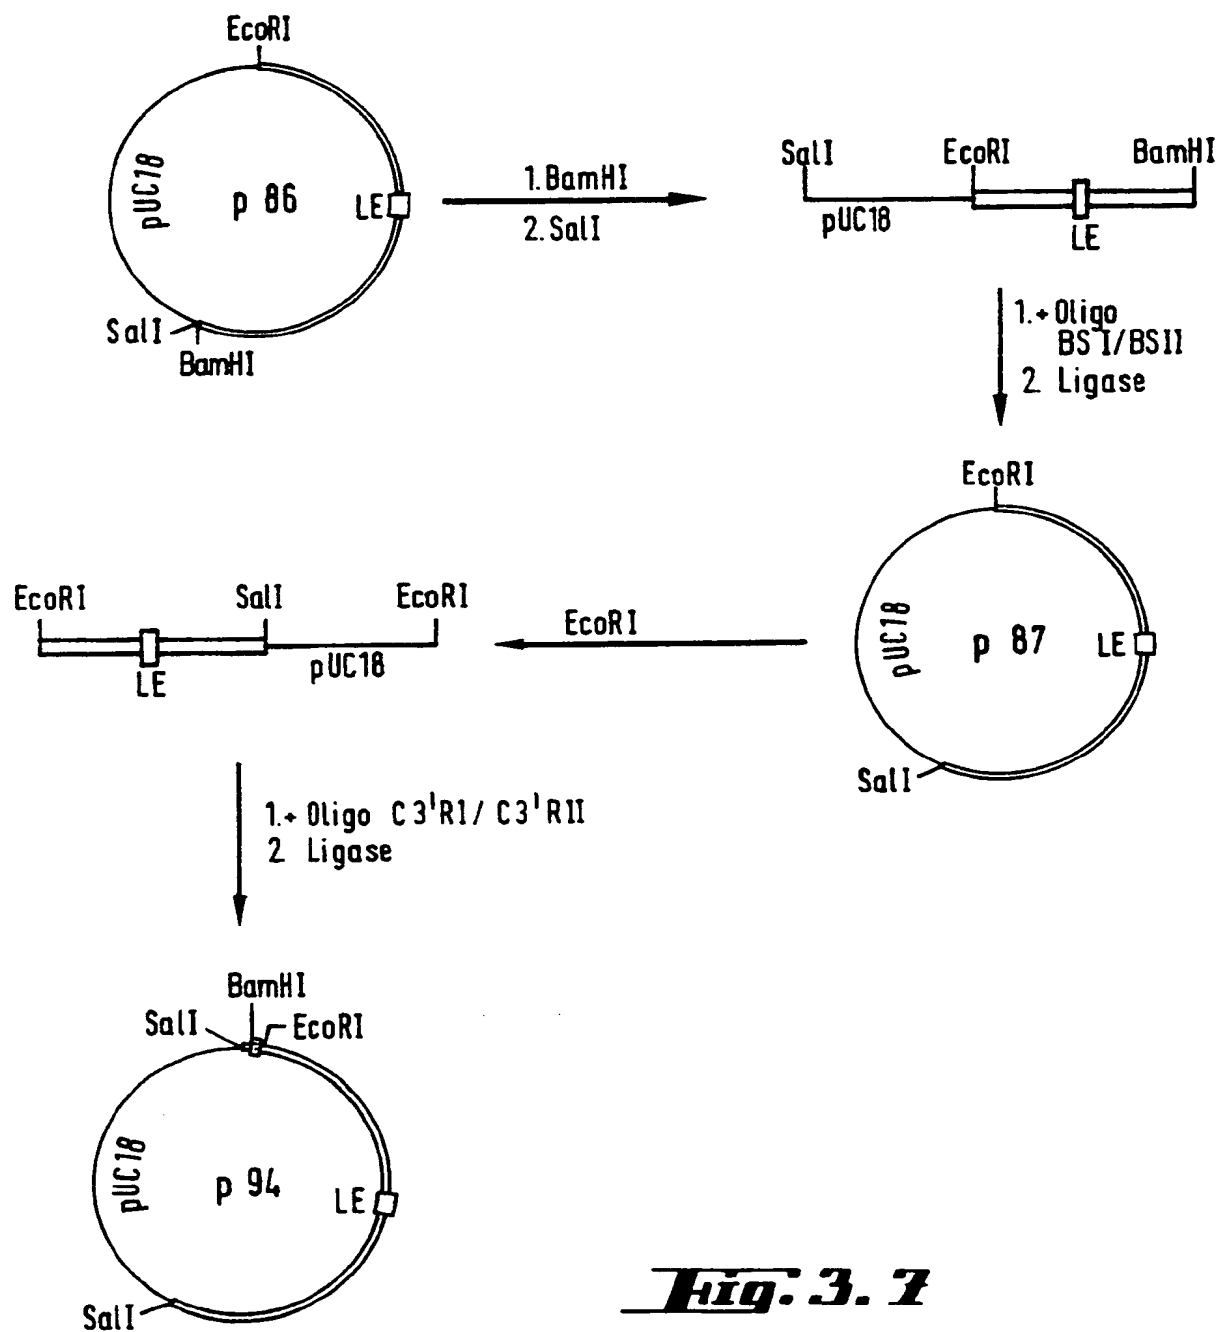 EcoRI
pUC18
p 86
LE
SalI
BamHI
1. BamHI
2. SalI
SalI
EcoRI
BamHI
pUC18
LE
1.+ Oligo
BS I/BSII
2. Ligase
EcoRI
pUC18
p 87
LE
SalI
EcoRI
EcoRI
SalI
EcoRI
LE
pUC18
1.+ Oligo C3'RI/ C3'RII
2. Ligase
BamHI
SalI
EcoRI
pUC18
p 94
LE
SalI
Fig. 3.7